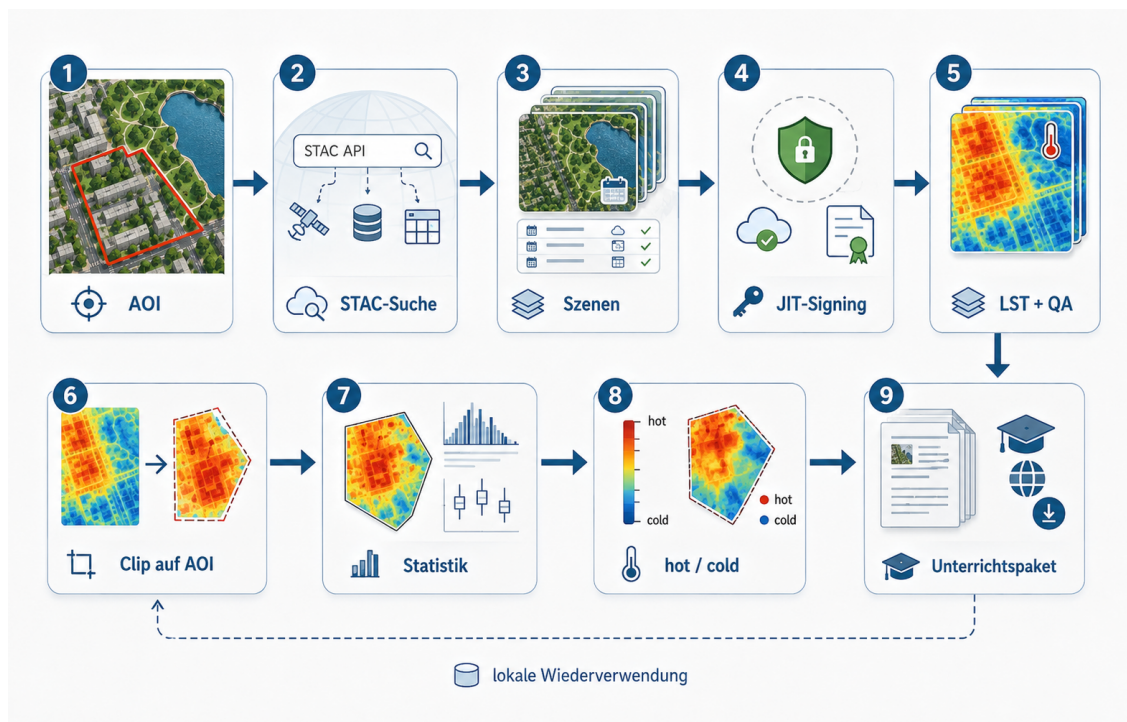 1
2
3
4
5
STAC API
AOI
STAC-Suche
Szenen
JIT-Signing
LST + QA
6
7
8
9
hot
cold
hot
cold
Clip auf AOI
Statistik
hot / cold
Unterrichtspaket
lokale Wiederverwendung